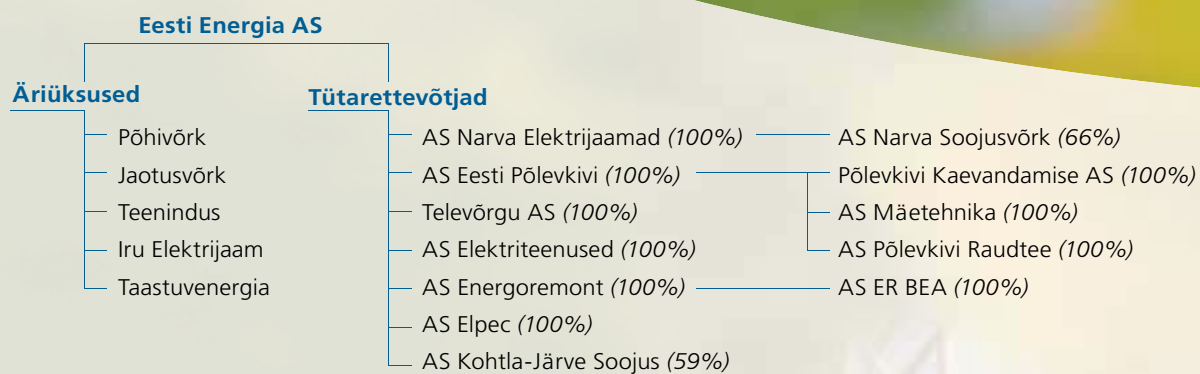 Eesti Energia AS
Äriüksused
Põhivõrk
Jaotusvõrk
Teenindus
Iru Elektrijaam
Taastuvenergia
Tütarettevõtjad
AS Narva Elektrijaamad (100%)
AS Eesti Põlevkivi (100%)
Televõrgu AS (100%)
AS Elektriteenused (100%)
AS Energoremont (100%)
AS Elpec (100%)
AS Kohtla-Järve Soojus (59%)
AS Narva Soojusvõrk (66%)
Põlevkivi Kaevandamise AS (100%)
AS Mäetehnika (100%)
AS Põlevkivi Raudtee (100%)
AS ER BEA (100%)